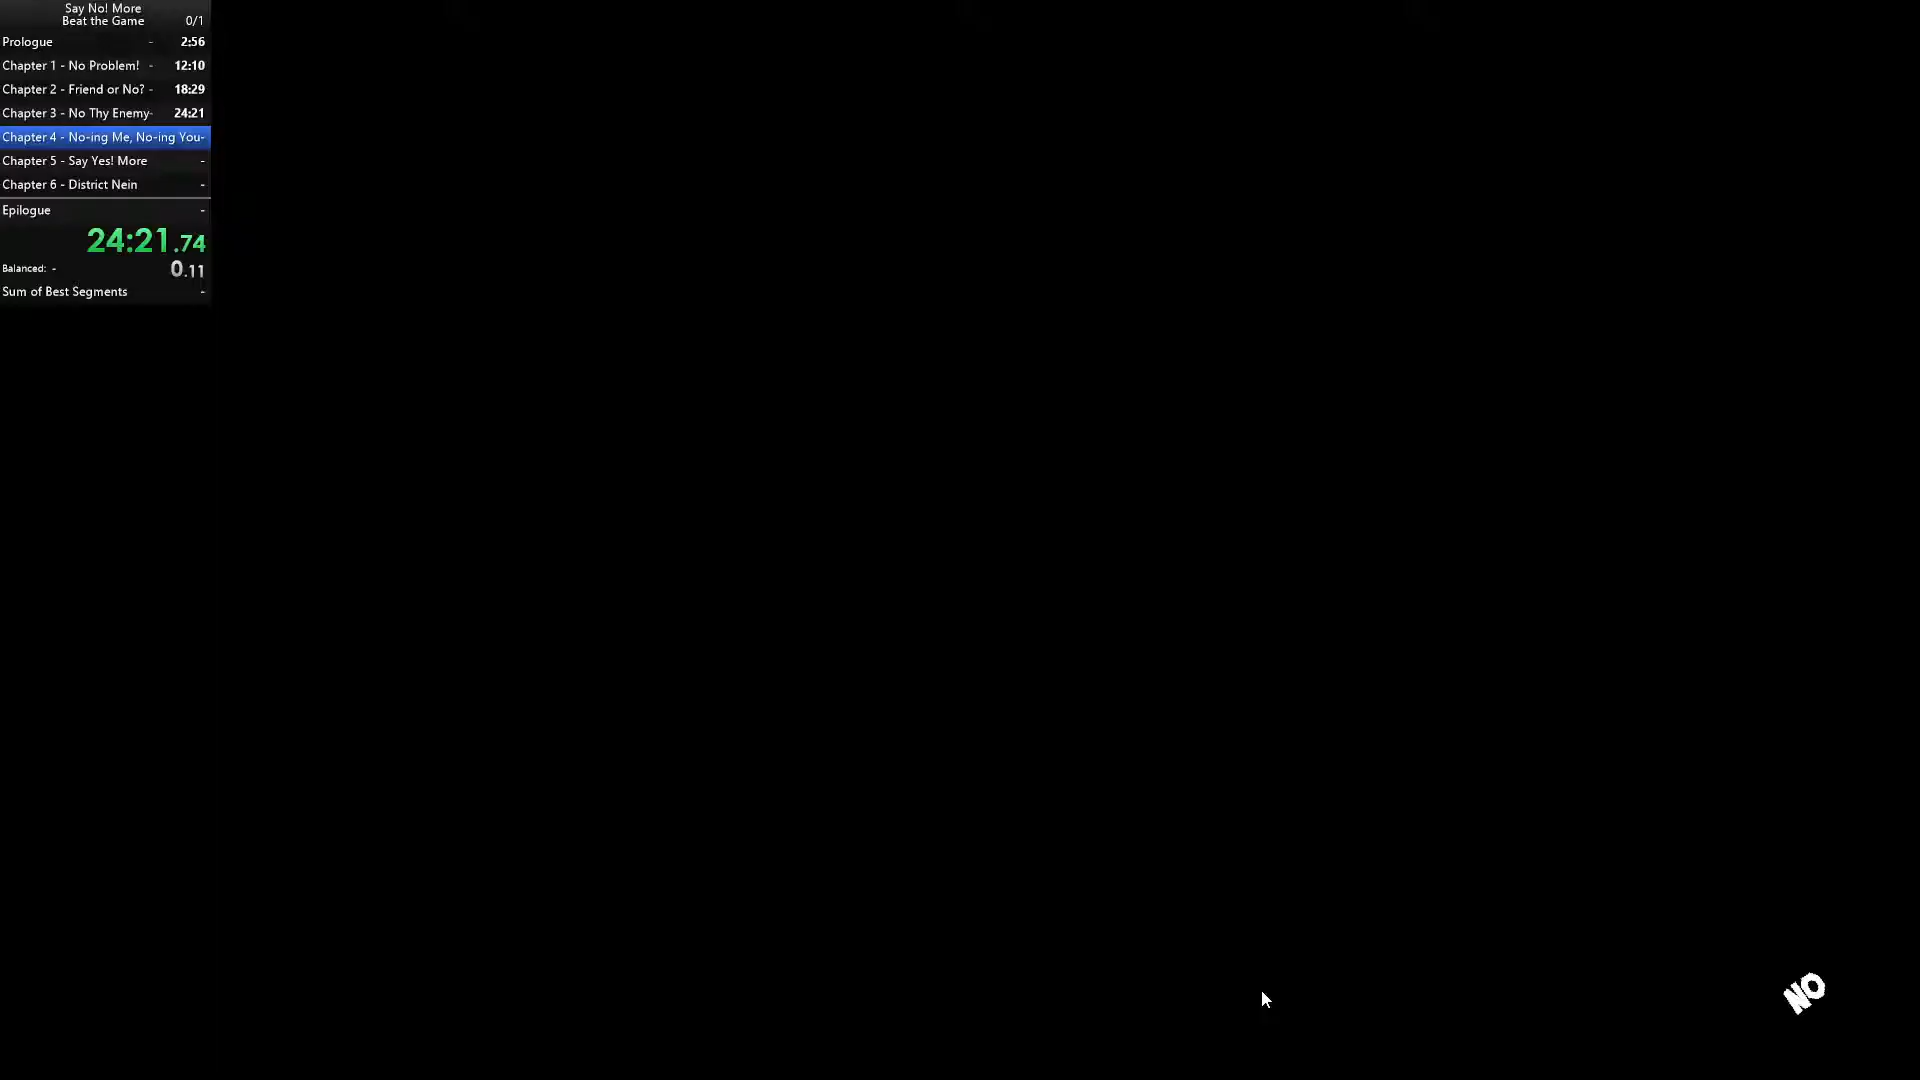 Say No! More
Beat the Game 0/1
Prologue - 2:56
Chapter 1 - No Problem! - 12:10
Chapter 2 - Friend or No? - 18:29
Chapter 3 - No Thy Enemy- 24:21
Chapter 4 - No-ing Me, No-ing You-
Chapter 5 - Say Yes! More -
Chapter 6 - District Nein -
Epilogue -
24:21.74
Balanced: - 0.11
Sum of Best Segments -
NO